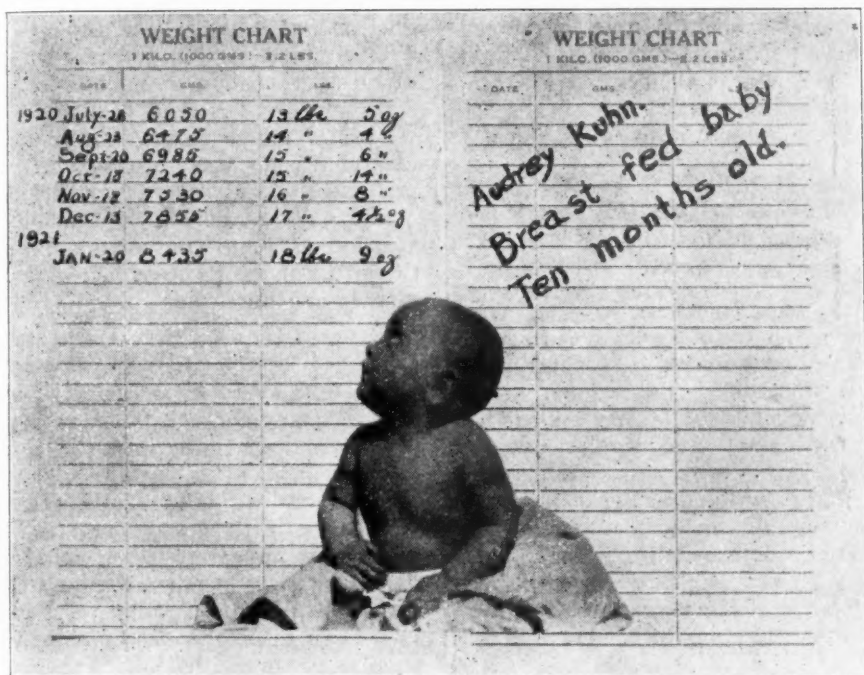 WEIGHT CHART
1 KILO. (1000 GMS.)—2.2 LBS.
DATE GMS. LBS.
1920 July-28 6050 13 lbs 5 oz
Aug-23 6475 14 " 4 "
Sept-20 6985 15 " 6 "
Oct-18 7240 15 " 14 "
Nov-18 7530 16 " 8 "
Dec-13 7855 17 " 4½ oz
1921
JAN-20 8435 18 lbs 9 oz
WEIGHT CHART
1 KILO. (1000 GMS.)—2.2 LBS.
DATE GMS.
Audrey Kuhn.
Breast fed baby
Ten months old.